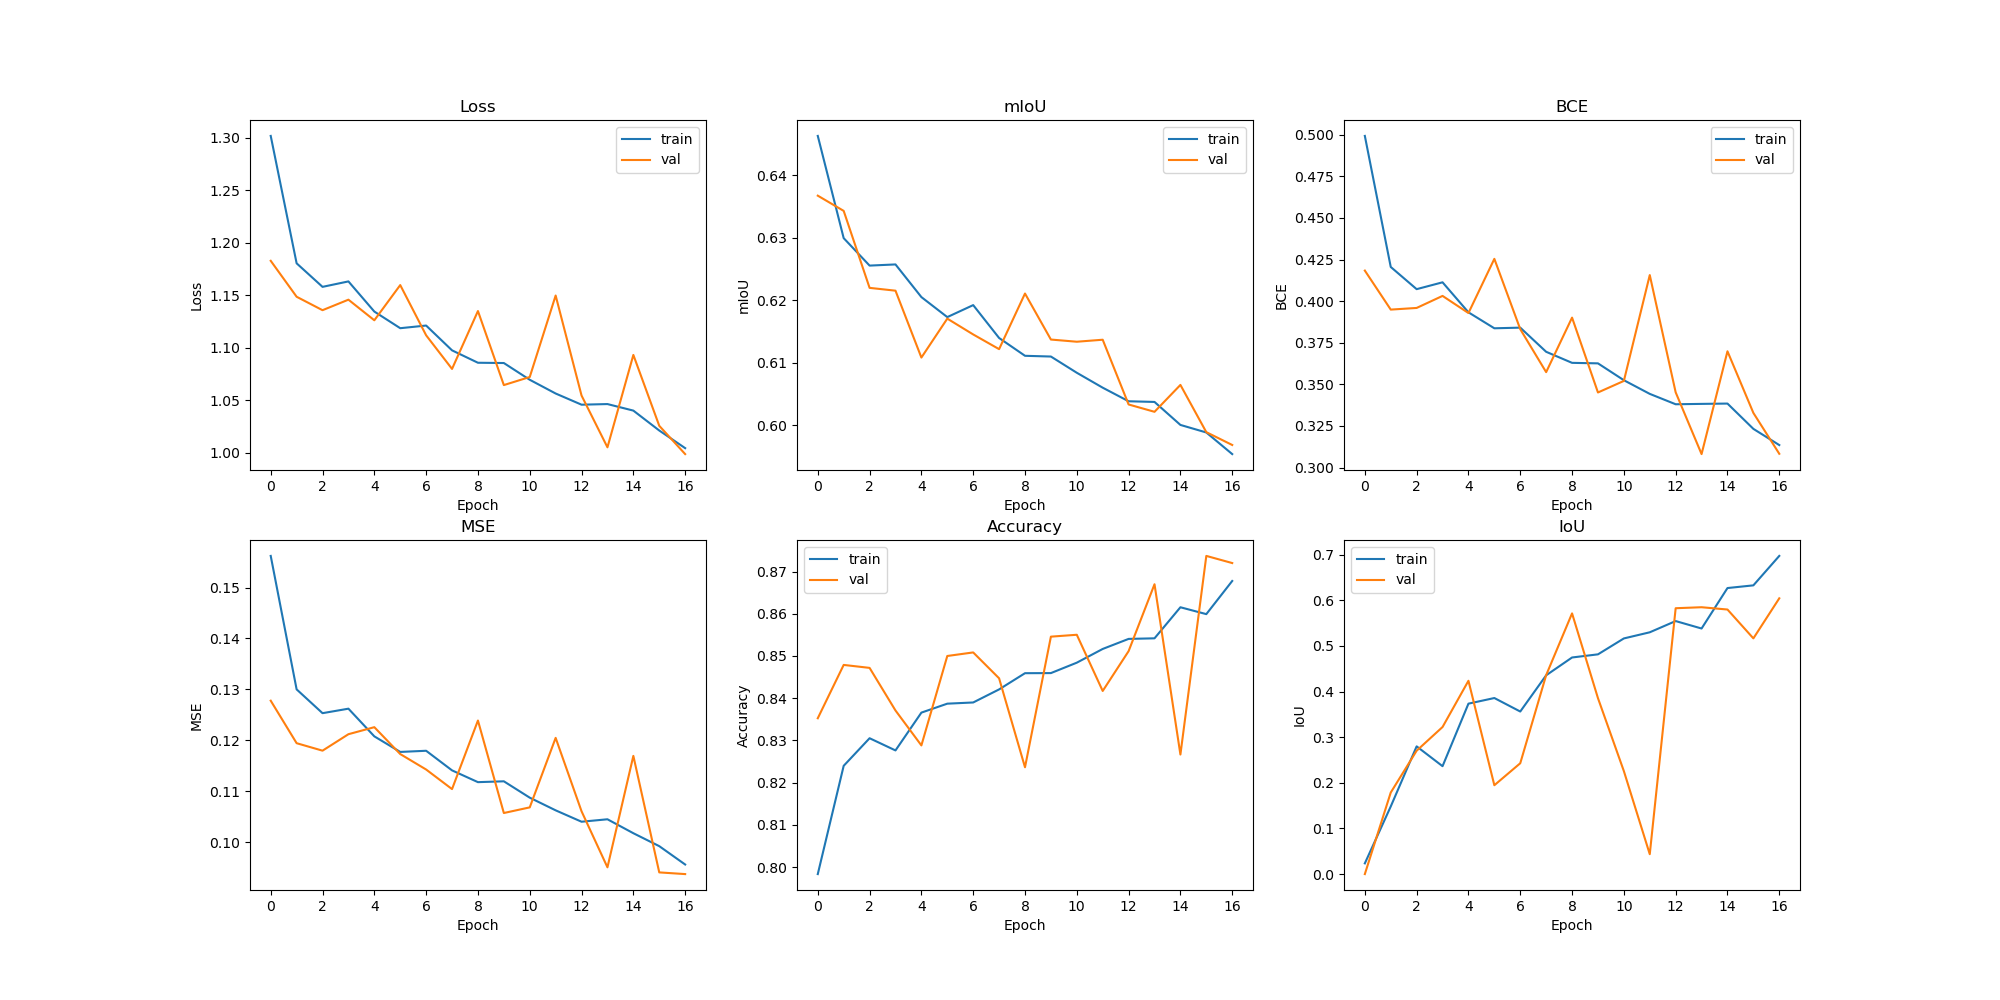 Loss
1.30
1.25
1.20
1.15
1.10
1.05
1.00
Loss
train
val
0 2 4 6 8 10 12 14 16
Epoch
mIoU
0.64
0.63
0.62
0.61
0.60
mIoU
train
val
0 2 4 6 8 10 12 14 16
Epoch
BCE
0.500
0.475
0.450
0.425
0.400
0.375
0.350
0.325
0.300
BCE
train
val
0 2 4 6 8 10 12 14 16
Epoch
MSE
0.15
0.14
0.13
0.12
0.11
0.10
MSE
0 2 4 6 8 10 12 14 16
Epoch
Accuracy
0.87
0.86
0.85
0.84
0.83
0.82
0.81
0.80
Accuracy
train
val
0 2 4 6 8 10 12 14 16
Epoch
IoU
0.7
0.6
0.5
0.4
0.3
0.2
0.1
0.0
IoU
train
val
0 2 4 6 8 10 12 14 16
Epoch